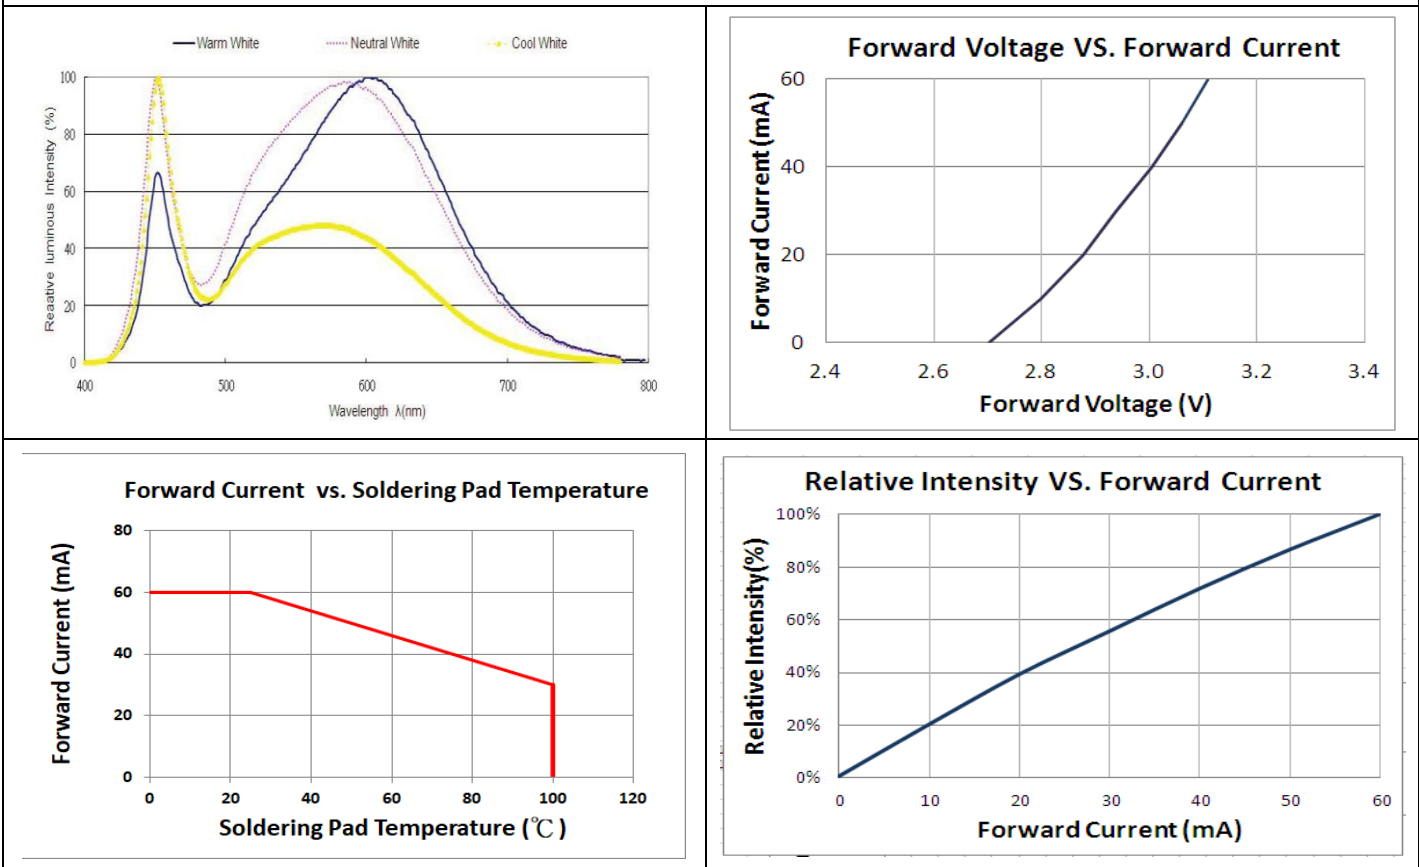 Warm White Neutral White Cool White
Reaative luminous Intensity (%)
100
80
60
40
20
0
400 500 600 700 800
Wavelength λ(nm)
Forward Voltage VS. Forward Current
Forward Current (mA)
60
40
20
0
2.4 2.6 2.8 3.0 3.2 3.4
Forward Voltage (V)
Forward Current vs. Soldering Pad Temperature
Forward Current (mA)
80
60
40
20
0
0 20 40 60 80 100 120
Soldering Pad Temperature (℃)
Relative Intensity VS. Forward Current
Relative Intensity(%)
100%
80%
60%
40%
20%
0%
0 10 20 30 40 50 60
Forward Current (mA)